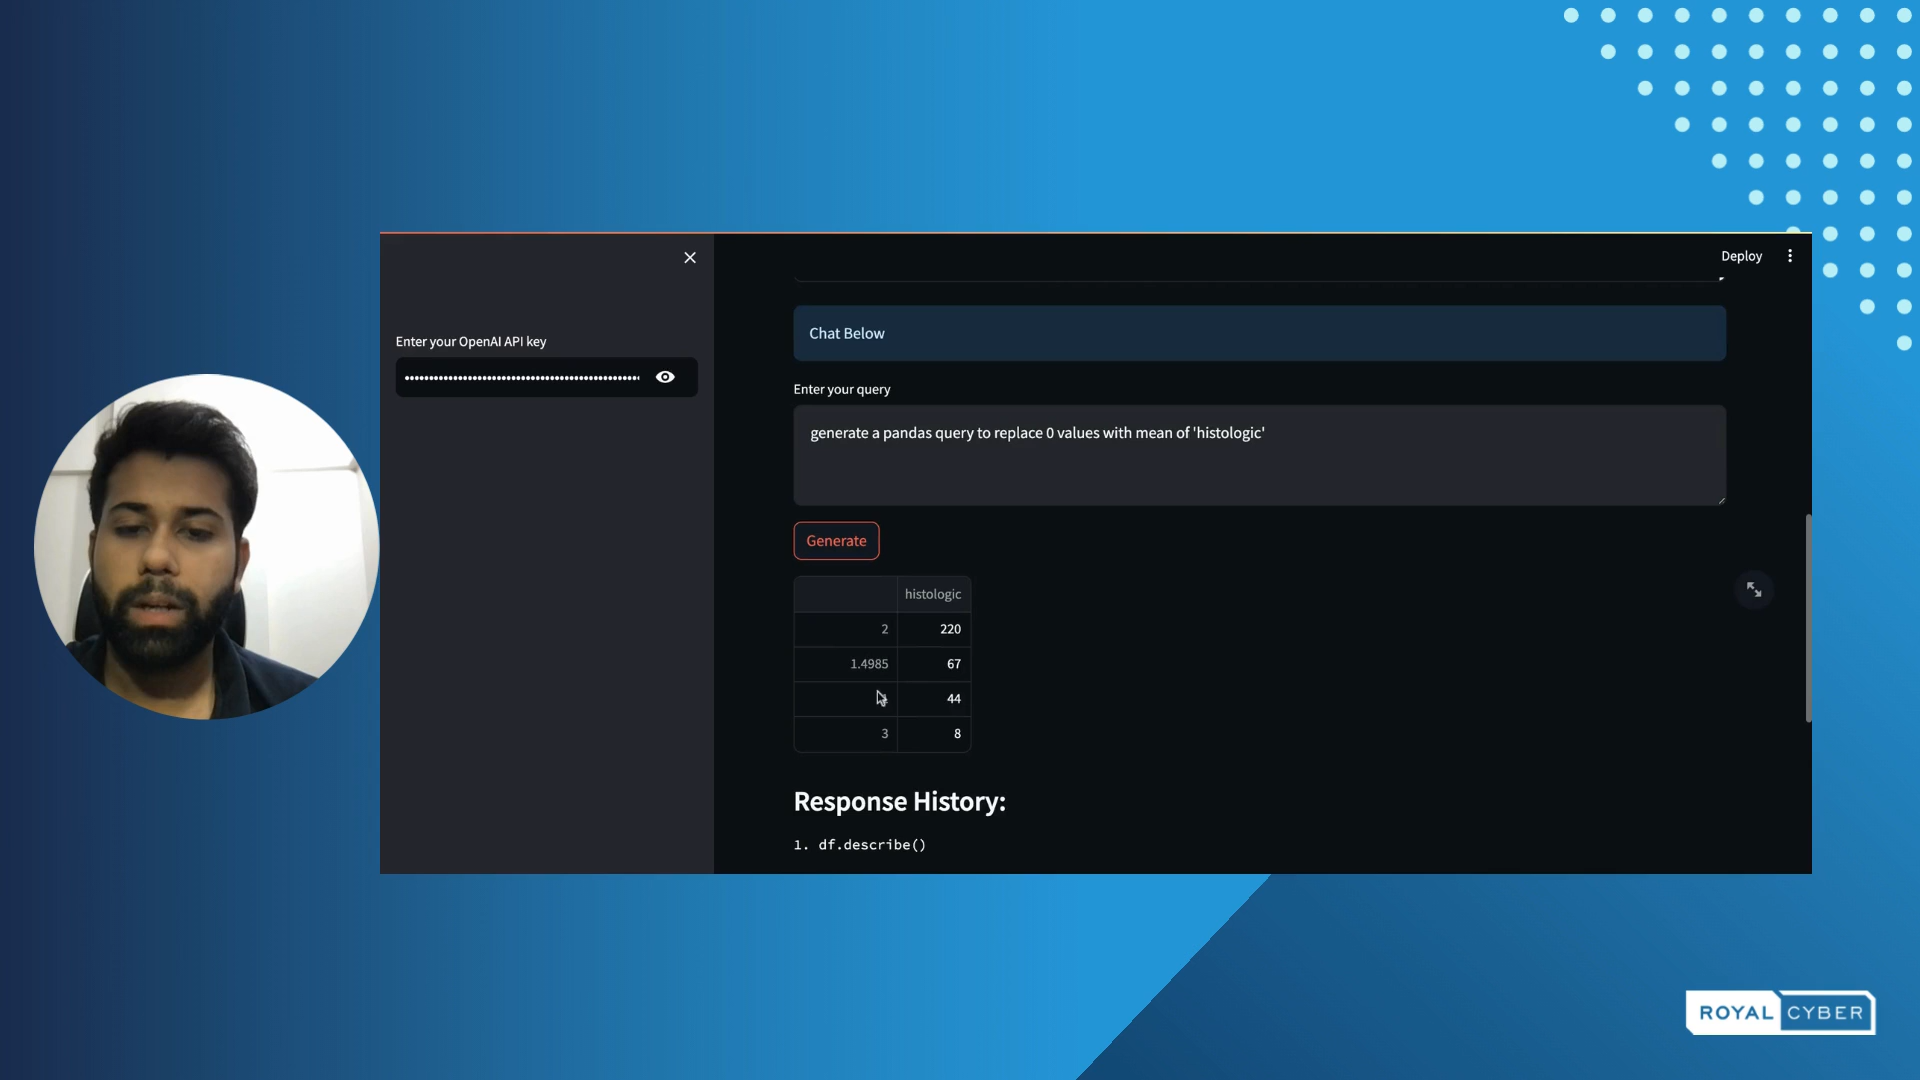 Deploy
Enter your OpenAI API key
Chat Below
Enter your query
generate a pandas query to replace 0 values with mean of 'histologic'
Generate
histologic
2 220
1.4985 67
44
3 8
Response History:
1. df.describe()
ROYAL CYBER